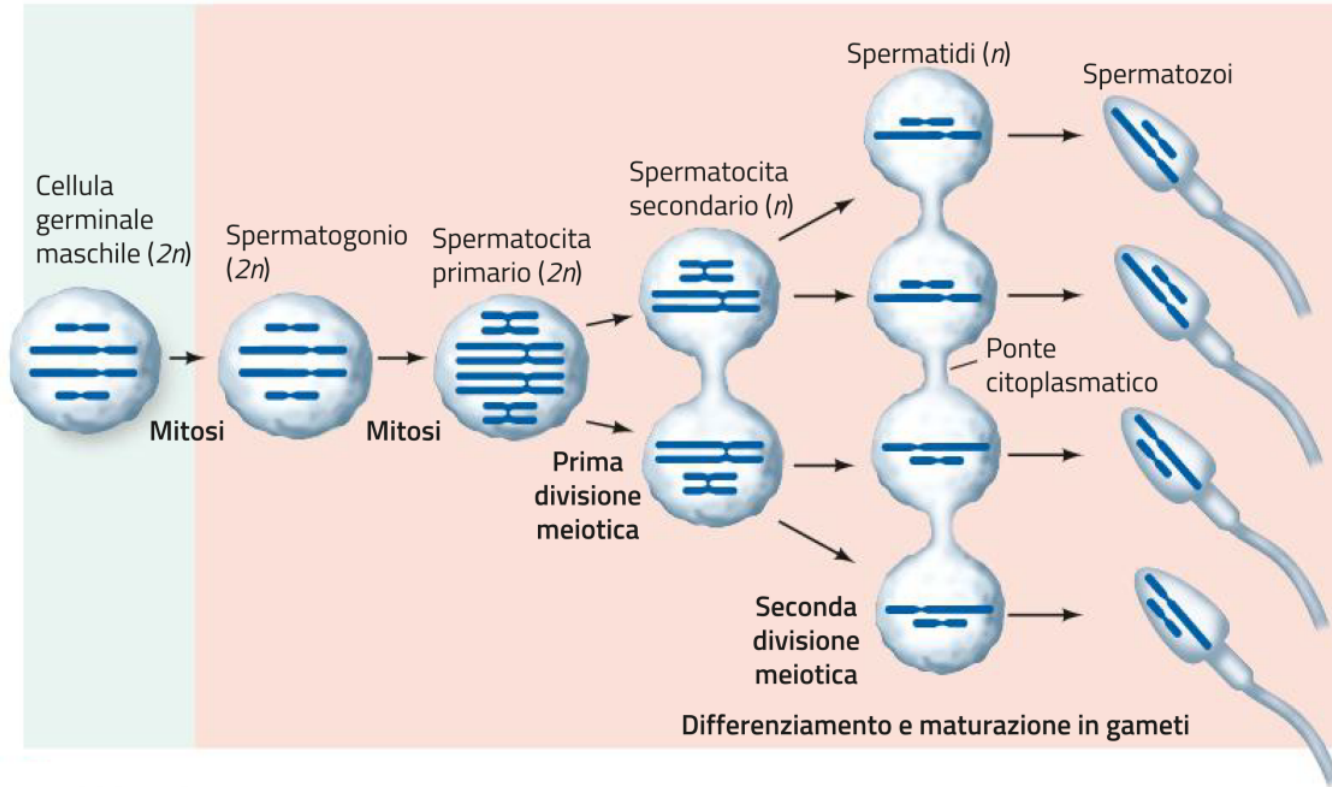 Cellula
germinale
maschile (2n)
Mitosi
Spermatogonio
(2n)
Mitosi
Spermatocita
primario (2n)
Prima
divisione
meiotica
Spermatocita
secondario (n)
Seconda
divisione
meiotica
Spermatidi (n)
Ponte
citoplasmatico
Spermatozoi
Differenziamento e maturazione in gameti